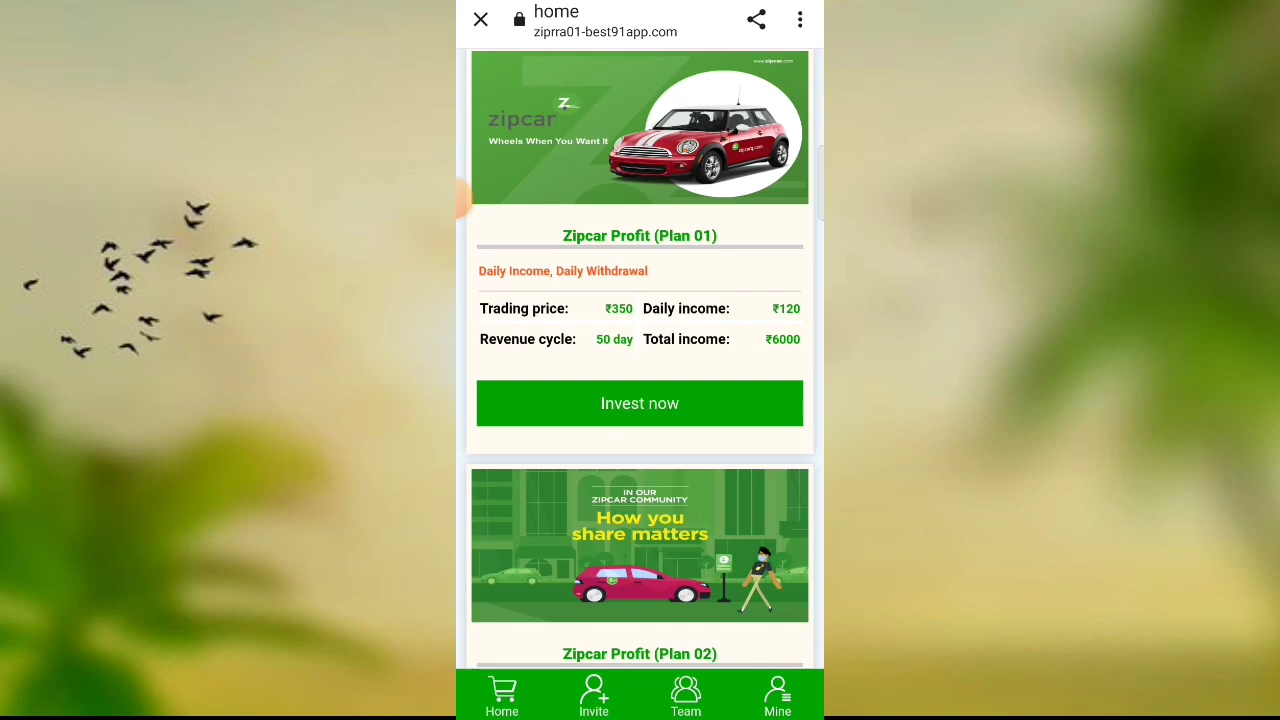 home
ziprra01-best91app.com
www.zipcar.com
zipcar
Wheels When You Want It
Zipcar Profit (Plan 01)
Daily Income, Daily Withdrawal
Trading price: ₹350 Daily income: ₹120
Revenue cycle: 50 day Total income: ₹6000
Invest now
IN OUR
ZIPCAR COMMUNITY
How you
share matters
Zipcar Profit (Plan 02)
Home Invite Team Mine